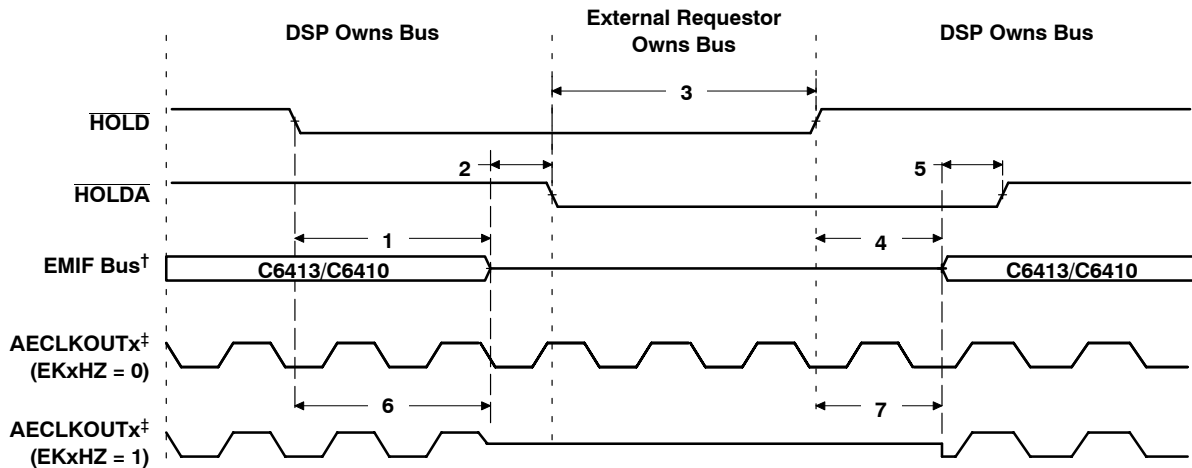 DSP Owns Bus
External Requestor
Owns Bus
DSP Owns Bus
3
HOLD
2
5
HOLDA
1
4
EMIF Bus†
C6413/C6410
C6413/C6410
AECLKOUTx‡
(EKxHZ = 0)
6
7
AECLKOUTx‡
(EKxHZ = 1)